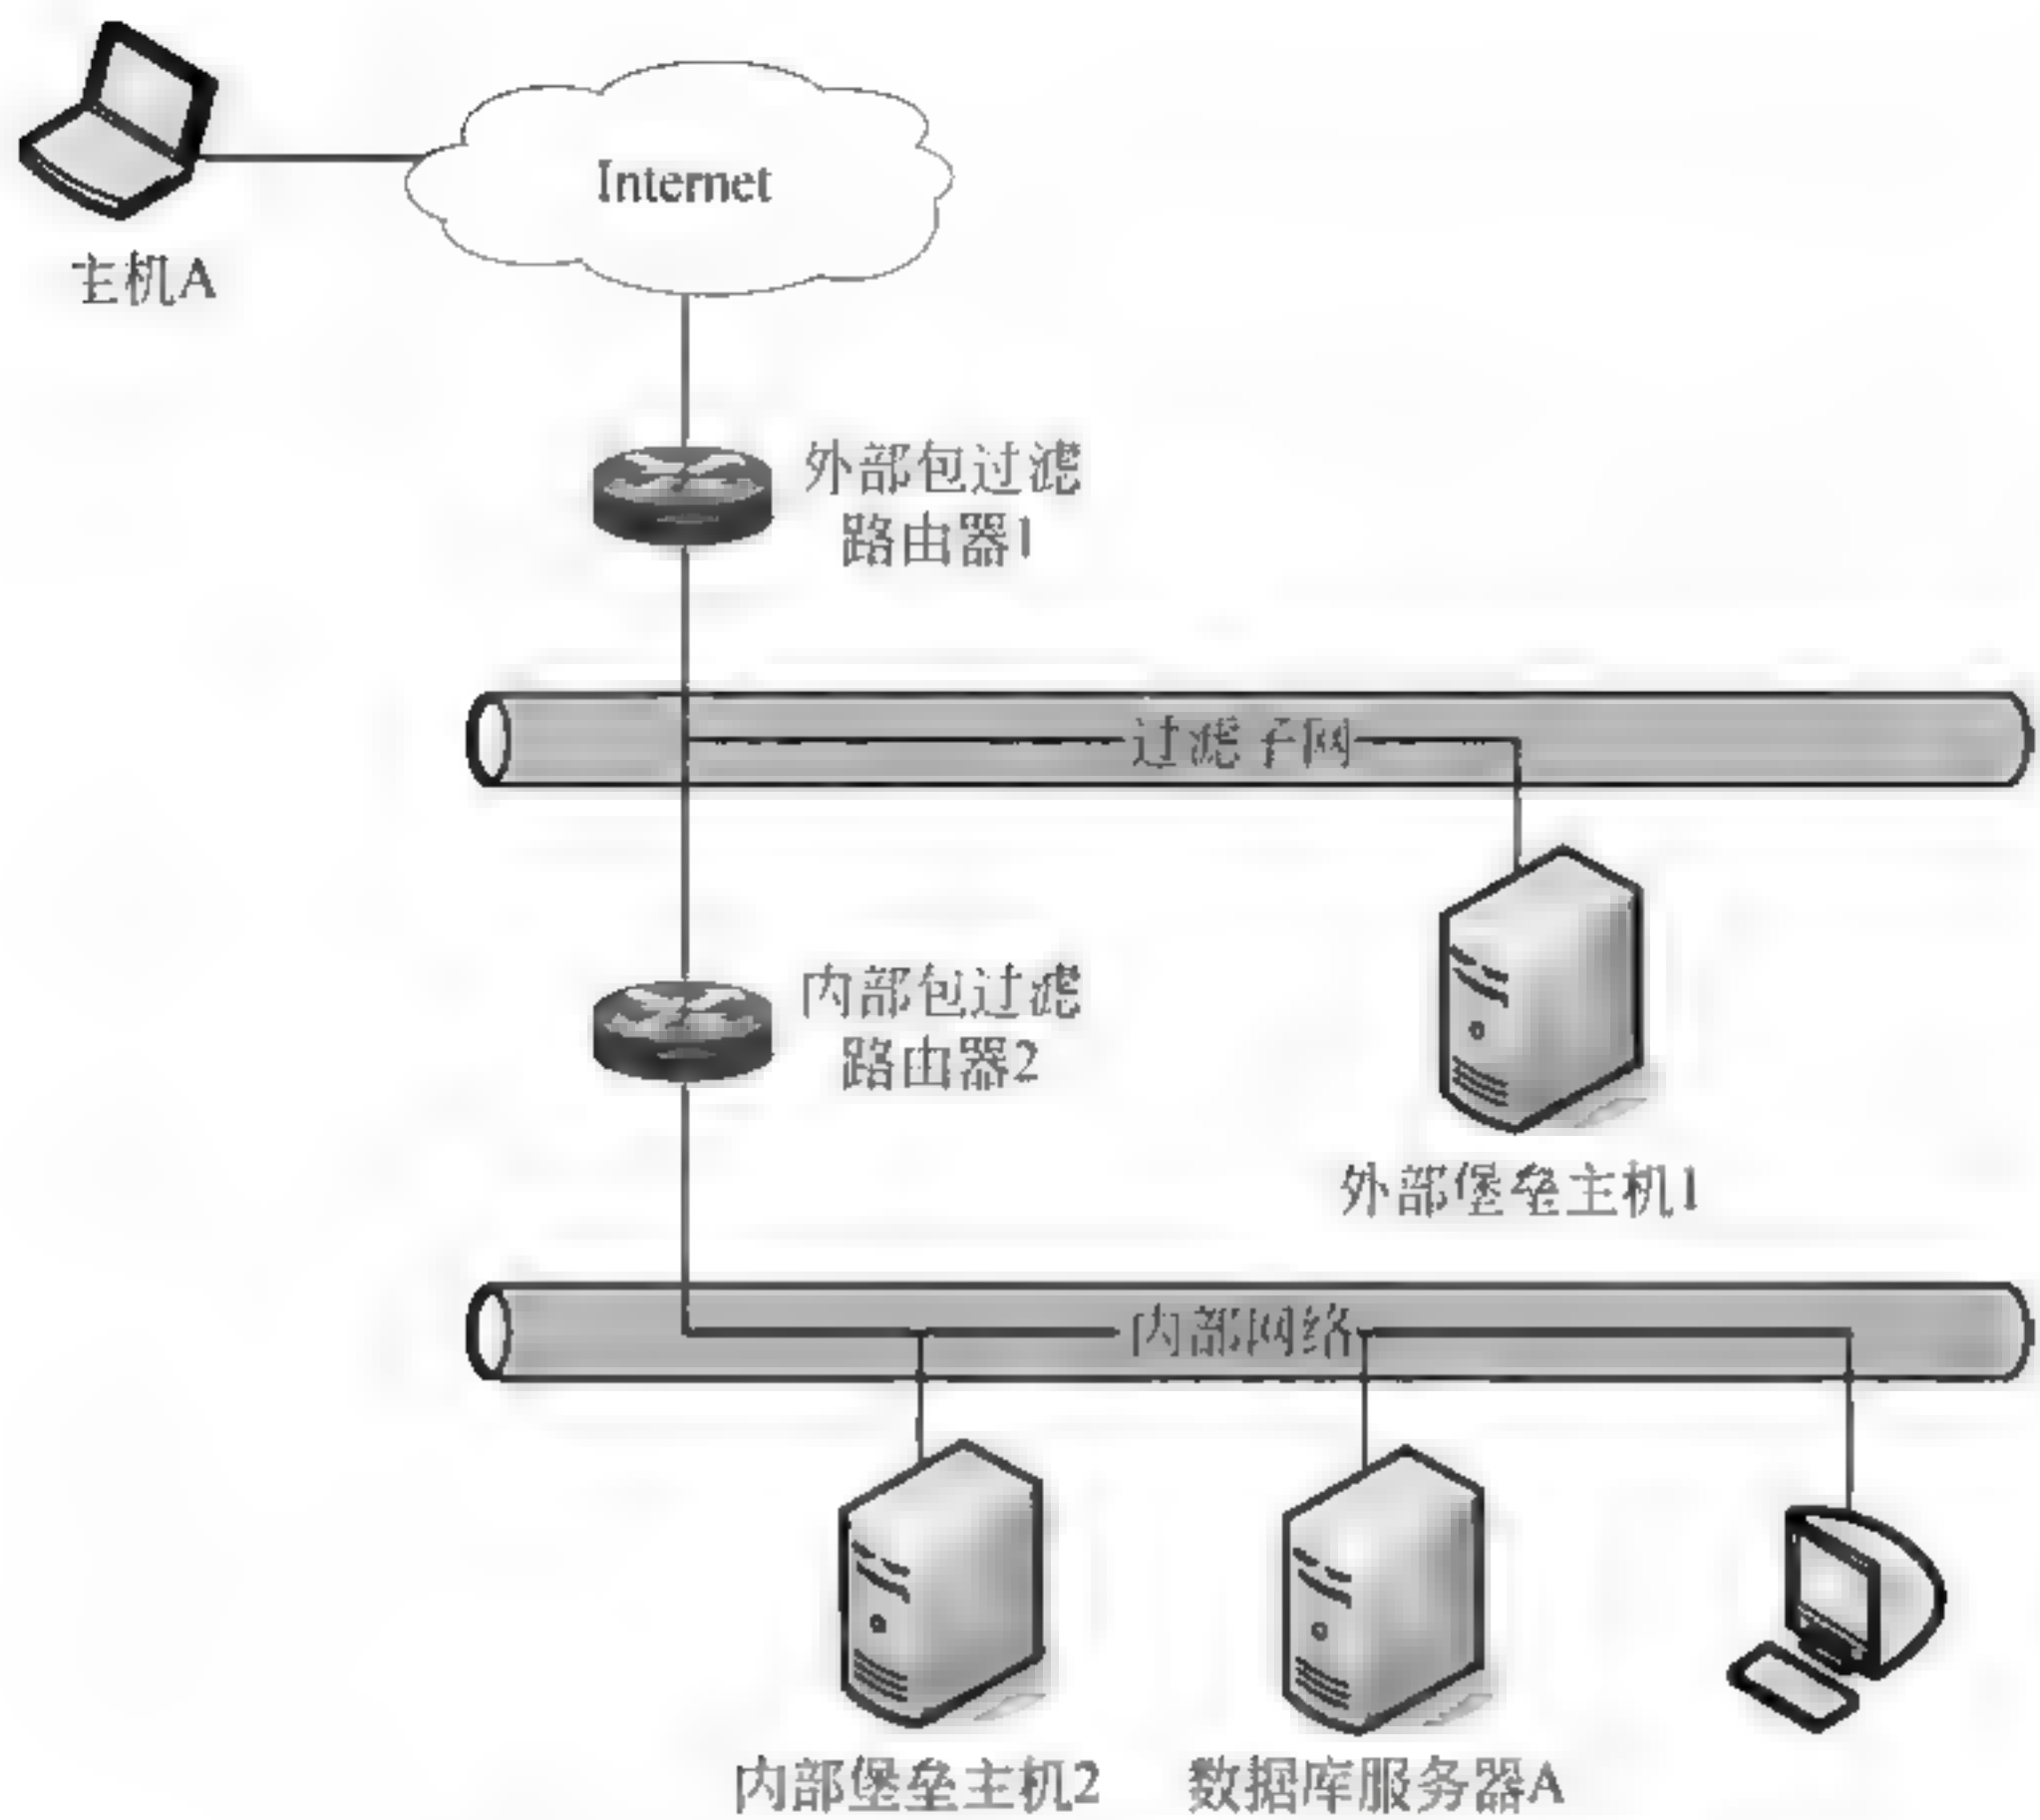 Internet
主机A
外部包过滤
路由器1
过滤子网
内部包过滤
路由器2
外部堡垒主机1
内部网络
内部堡垒主机2
数据库服务器A